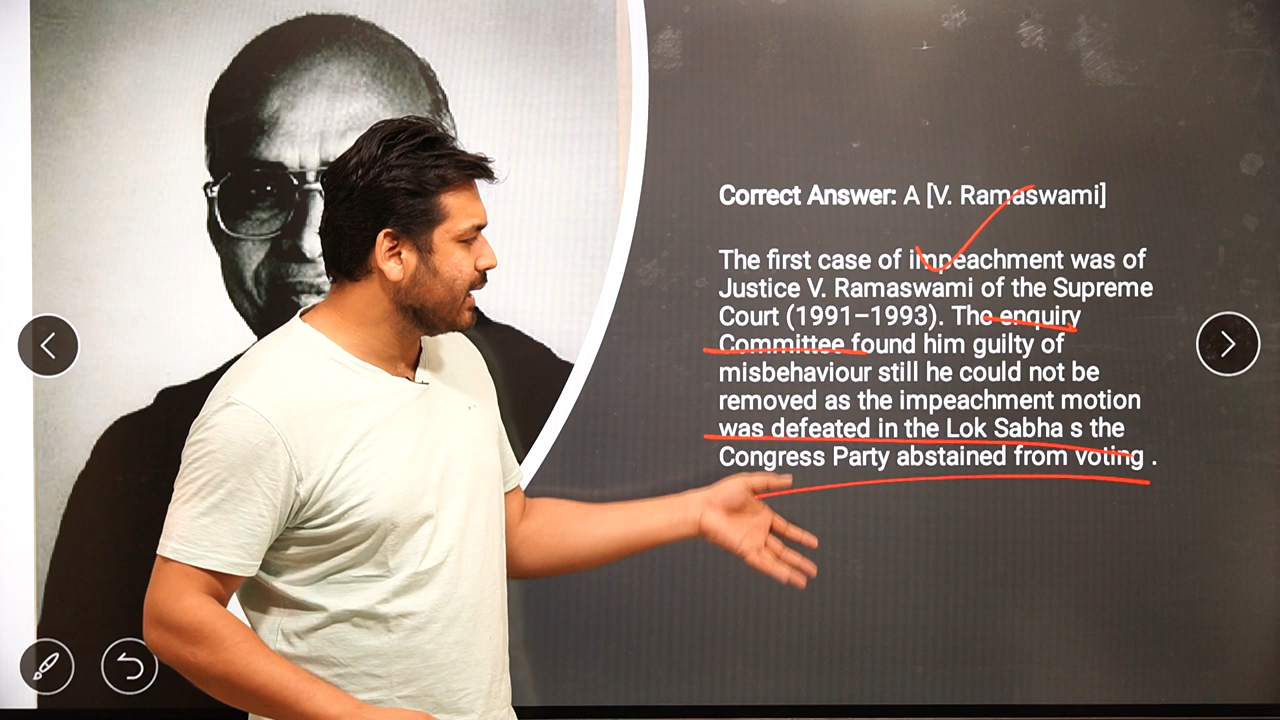 Correct Answer: A [V. Ramaswami]
The first case of impeachment was of
Justice V. Ramaswami of the Supreme
Court (1991–1993). The enquiry
Committee found him guilty of
misbehaviour still he could not be
removed as the impeachment motion
was defeated in the Lok Sabha s the
Congress Party abstained from voting .